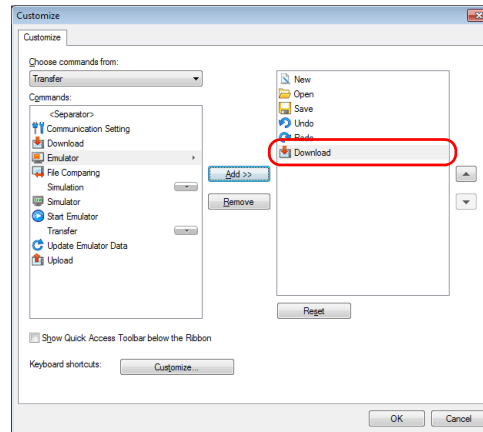 Customize
Customize
Choose commands from:
Transfer
Commands:
<Separator>
Communication Setting
Download
Emulator
File Comparing
Simulation
Simulator
Start Emulator
Transfer
Update Emulator Data
Upload
Add >>
Remove
New
Open
Save
Undo
Redo
Download
Reset
Show Quick Access Toolbar below the Ribbon
Keyboard shortcuts:
Customize...
OK
Cancel